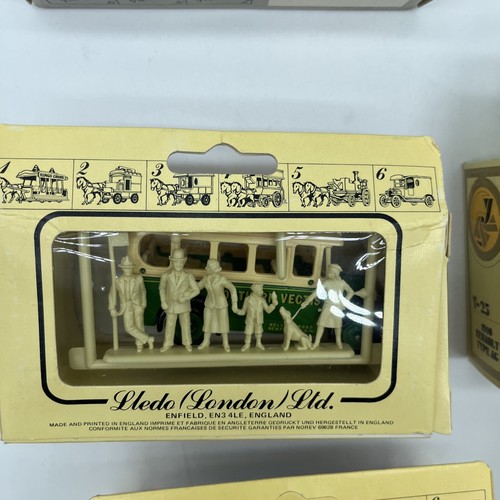 1 2 3 4 5 6
VECTIS
Lledo (London) Ltd.
ENFIELD, EN3 4LE, ENGLAND
MADE AND PRINTED IN ENGLAND IMPRIME ET FABRIQUE EN ANGLETERRE GEDRUCKT UND HERGESTELLT IN ENGLAND
CONFORMITE AUX NORMES FRANCAISES DE SECURITE GARANTIES PAR NOREV 69628 FRANCE
Y-25